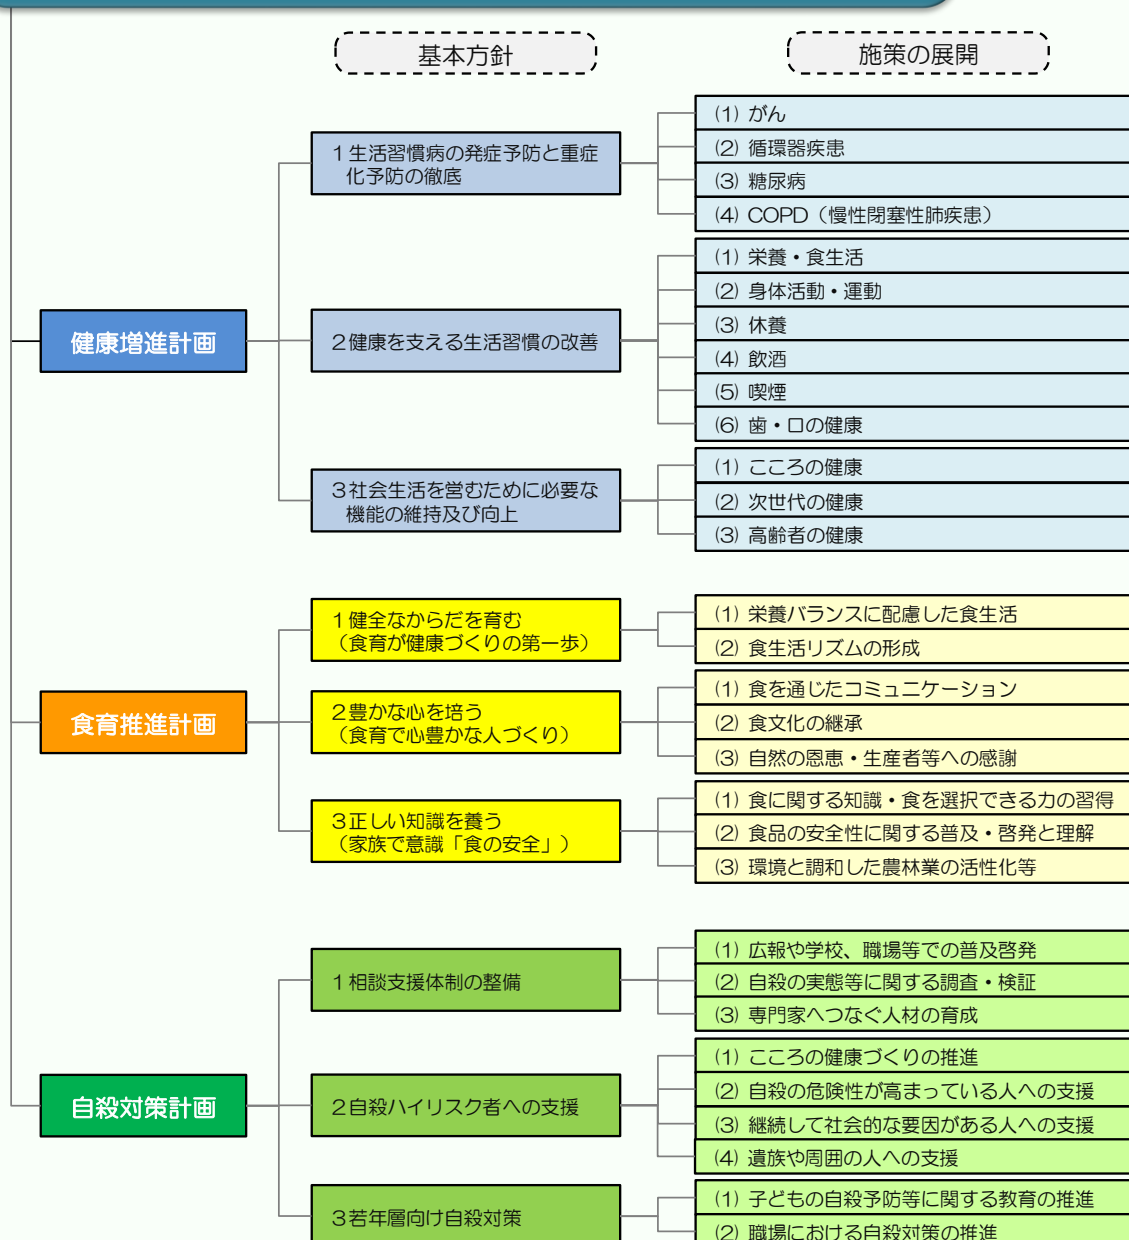 基本方針
施策の展開
健康増進計画
1 生活習慣病の発症予防と重症
化予防の徹底
(1) がん
(2) 循環器疾患
(3) 糖尿病
(4) COPD（慢性閉塞性肺疾患）
2 健康を支える生活習慣の改善
(1) 栄養・食生活
(2) 身体活動・運動
(3) 休養
(4) 飲酒
(5) 喫煙
(6) 歯・口の健康
3 社会生活を営むために必要な
機能の維持及び向上
(1) こころの健康
(2) 次世代の健康
(3) 高齢者の健康
食育推進計画
1 健全なからだを育む
（食育が健康づくりの第一歩）
(1) 栄養バランスに配慮した食生活
(2) 食生活リズムの形成
2 豊かな心を培う
（食育で心豊かな人づくり）
(1) 食を通じたコミュニケーション
(2) 食文化の継承
(3) 自然の恩恵・生産者等への感謝
3 正しい知識を養う
（家族で意識「食の安全」）
(1) 食に関する知識・食を選択できる力の習得
(2) 食品の安全性に関する普及・啓発と理解
(3) 環境と調和した農林業の活性化等
自殺対策計画
1 相談支援体制の整備
(1) 広報や学校、職場等での普及啓発
(2) 自殺の実態等に関する調査・検証
(3) 専門家へつなぐ人材の育成
2 自殺ハイリスク者への支援
(1) こころの健康づくりの推進
(2) 自殺の危険性が高まっている人への支援
(3) 継続して社会的な要因がある人への支援
(4) 遺族や周囲の人への支援
3 若年層向け自殺対策
(1) 子どもの自殺予防等に関する教育の推進
(2) 職場における自殺対策の推進